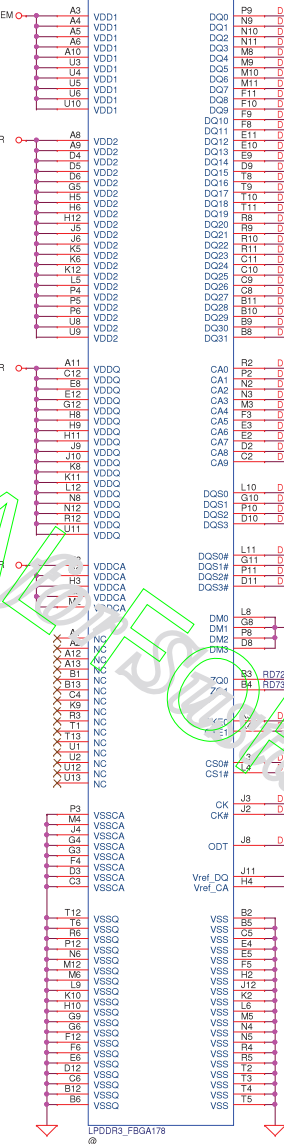 EM A3 VDD1 DQ0 P9 D
A4 VDD1 DQ1 N9 D
A5 VDD1 DQ2 N10 D
A6 VDD1 DQ3 N11 D
A10 VDD1 DQ4 M8 D
U3 VDD1 DQ5 M9 D
U4 VDD1 DQ6 M10 D
U5 VDD1 DQ7 M11 D
U6 VDD1 DQ8 F11 D
U10 VDD1 DQ9 F10 D
DQ10 F9 D
DQ11 F8 D
R A8 VDD2 DQ12 E11 D
A9 VDD2 DQ13 E10 D
D4 VDD2 DQ14 E9 D
D5 VDD2 DQ15 D9 D
D6 VDD2 DQ16 T8 D
G5 VDD2 DQ17 T9 D
H5 VDD2 DQ18 T10 D
H6 VDD2 DQ19 T11 D
H12 VDD2 DQ20 R8 D
J5 VDD2 DQ21 R9 D
J6 VDD2 DQ22 R10 D
K5 VDD2 DQ23 R11 D
K6 VDD2 DQ24 C11 D
K12 VDD2 DQ25 C10 D
L5 VDD2 DQ26 C9 D
P4 VDD2 DQ27 C8 D
P5 VDD2 DQ28 B11 D
P6 VDD2 DQ29 B10 D
U8 VDD2 DQ30 B9 D
U9 VDD2 DQ31 B8 D
R A11 VDDQ CA0 R2 D
C12 VDDQ CA1 P2 D
E8 VDDQ CA2 N2 D
E12 VDDQ CA3 N3 D
G12 VDDQ CA4 M3 D
H8 VDDQ CA5 F3 D
H9 VDDQ CA6 E3 D
H11 VDDQ CA7 E2 D
J9 VDDQ CA8 D2 D
J10 VDDQ CA9 C2 D
K8 VDDQ
K11 VDDQ
L12 VDDQ DQS0 L10 D
N8 VDDQ DQS1 G10 D
N12 VDDQ DQS2 P10 D
R12 VDDQ DQS3 D10 D
U11 VDDQ
DQS0# L11 D
R VDDCA DQS1# G11 D
VDDCA DQS2# P11 D
H3 VDDCA DQS3# D11 D
VDDCA
VDDCA DM0 L8
DM1 G8
NC DM2 P8
NC DM3 D8
A12 NC
A13 NC
B1 NC ZQ0 B3 RD72
B13 NC B4 RD73
C4 NC
K9 NC
R3 NC
T1 NC
T13 NC
U1 NC
U2 NC CS0#
U12 NC CS1# L4
U13 NC
P3 VSSCA CK J3 D
M4 VSSCA CK# J2 D
J4 VSSCA
G4 VSSCA ODT J8 D
G3 VSSCA
F4 VSSCA
D3 VSSCA Vref_DQ J11
C3 VSSCA Vref_CA H4
T12 VSSQ VSS B2
T6 VSSQ VSS B5
R6 VSSQ VSS C5
P12 VSSQ VSS E4
N6 VSSQ VSS E5
M12 VSSQ VSS F5
M6 VSSQ VSS H2
L9 VSSQ VSS J12
K10 VSSQ VSS K2
H10 VSSQ VSS L6
G9 VSSQ VSS M5
G6 VSSQ VSS N4
F12 VSSQ VSS N5
F6 VSSQ VSS R4
E6 VSSQ VSS R5
D12 VSSQ VSS T2
C6 VSSQ VSS T3
B12 VSSQ VSS T4
B6 VSSQ VSS T5
LPDDR3_FBGA178
@